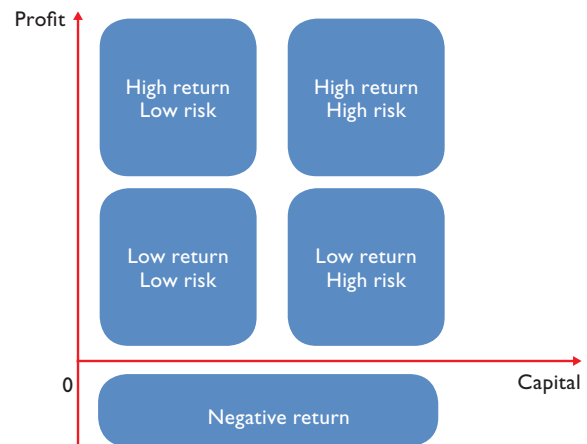 Profit
High return
Low risk
High return
High risk
Low return
Low risk
Low return
High risk
0
Capital
Negative return